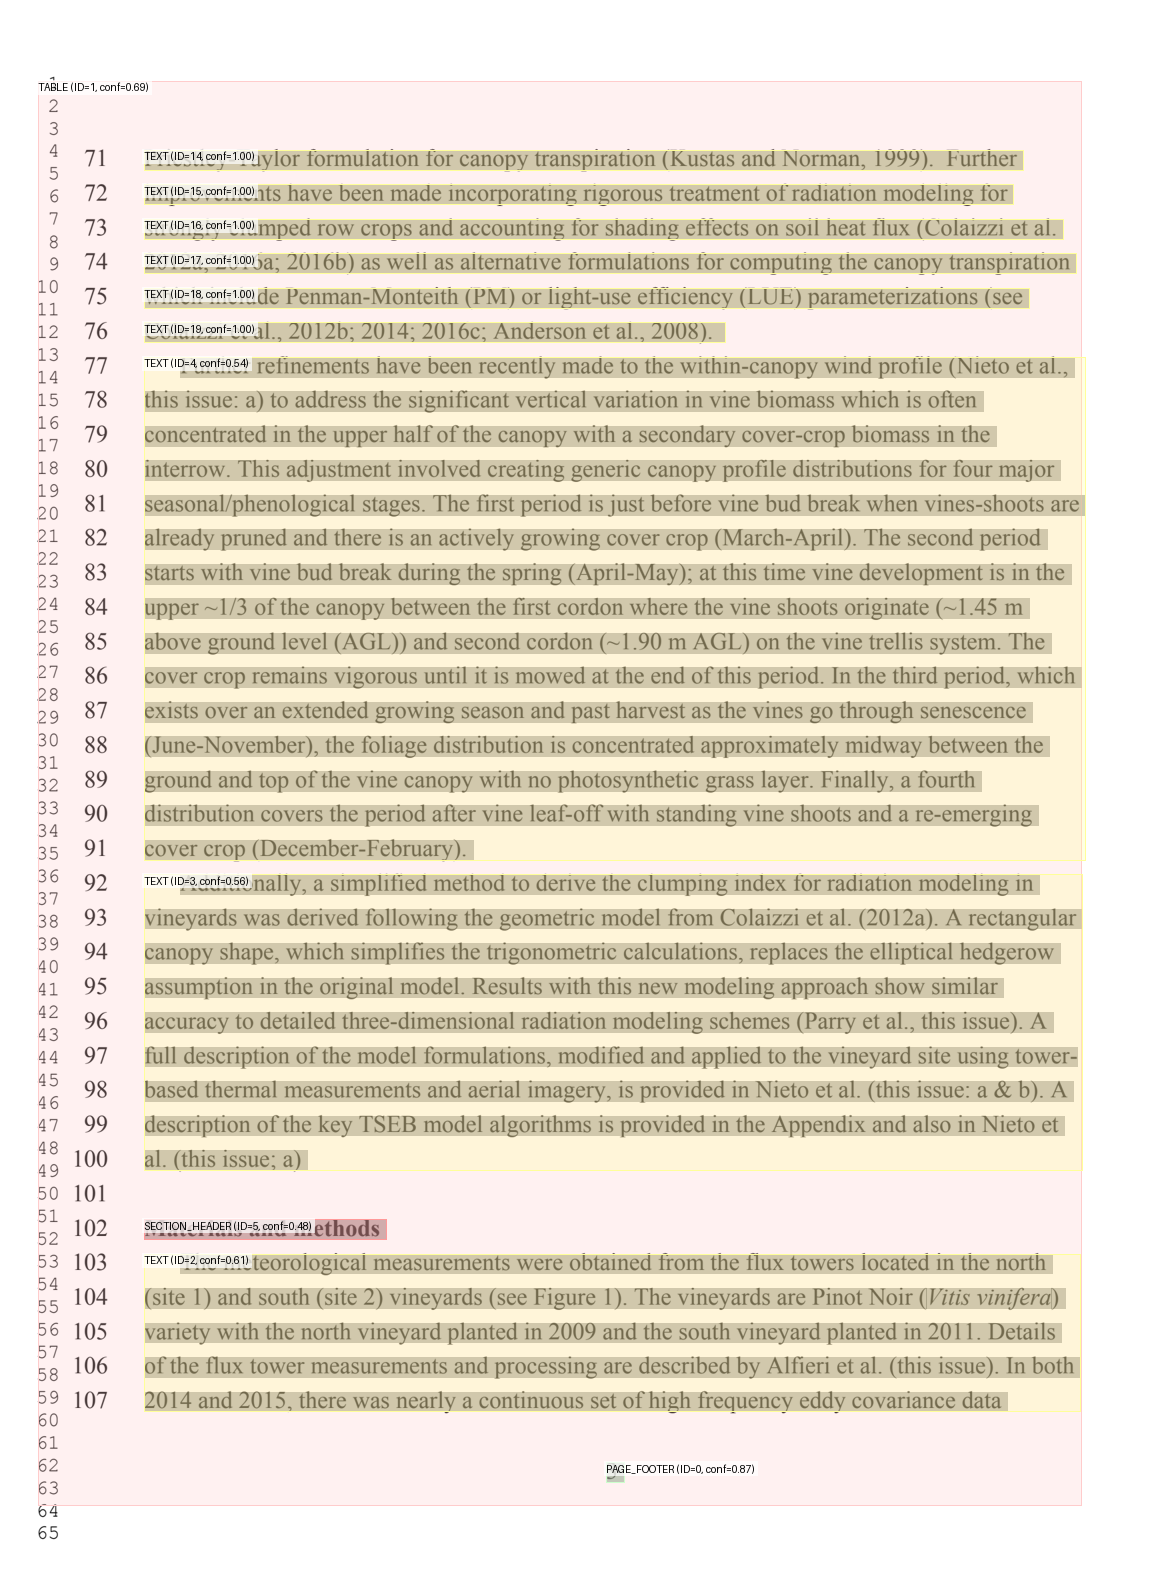 2
3
4
5
6
7
8
9
10
11
12
13
14
15
16
17
18
19
20
21
22
23
24
25
26
27
28
29
30
31
32
33
34
35
36
37
38
39
40
41
42
43
44
45
46
47
48
49
50
51
52
53
54
55
56
57
58
59
60
61
62
63
64
65
TABLE (ID=1, conf=0.69)
71 TEXT (ID=14, conf=1.00) formulation for canopy transpiration (Kustas and Norman, 1999). Further
72 TEXT (ID=15, conf=1.00) have been made incorporating rigorous treatment of radiation modeling for
73 TEXT (ID=16, conf=1.00) row crops and accounting for shading effects on soil heat flux (Colaizzi et al.
74 TEXT (ID=17, conf=1.00) 2016b) as well as alternative formulations for computing the canopy transpiration
75 TEXT (ID=18, conf=1.00) Penman-Monteith (PM) or light-use efficiency (LUE) parameterizations (see
76 TEXT (ID=19, conf=1.00) al., 2012b; 2014; 2016c; Anderson et al., 2008).
77 TEXT (ID=4, conf=0.54) refinements have been recently made to the within-canopy wind profile (Nieto et al.,
78 this issue: a) to address the significant vertical variation in vine biomass which is often
79 concentrated in the upper half of the canopy with a secondary cover-crop biomass in the
80 interrow. This adjustment involved creating generic canopy profile distributions for four major
81 seasonal/phenological stages. The first period is just before vine bud break when vines-shoots are
82 already pruned and there is an actively growing cover crop (March-April). The second period
83 starts with vine bud break during the spring (April-May); at this time vine development is in the
84 upper ~1/3 of the canopy between the first cordon where the vine shoots originate (~1.45 m
85 above ground level (AGL)) and second cordon (~1.90 m AGL) on the vine trellis system. The
86 cover crop remains vigorous until it is mowed at the end of this period. In the third period, which
87 exists over an extended growing season and past harvest as the vines go through senescence
88 (June-November), the foliage distribution is concentrated approximately midway between the
89 ground and top of the vine canopy with no photosynthetic grass layer. Finally, a fourth
90 distribution covers the period after vine leaf-off with standing vine shoots and a re-emerging
91 cover crop (December-February).
92 TEXT (ID=3, conf=0.56) a simplified method to derive the clumping index for radiation modeling in
93 vineyards was derived following the geometric model from Colaizzi et al. (2012a). A rectangular
94 canopy shape, which simplifies the trigonometric calculations, replaces the elliptical hedgerow
95 assumption in the original model. Results with this new modeling approach show similar
96 accuracy to detailed three-dimensional radiation modeling schemes (Parry et al., this issue). A
97 full description of the model formulations, modified and applied to the vineyard site using tower-
98 based thermal measurements and aerial imagery, is provided in Nieto et al. (this issue: a & b). A
99 description of the key TSEB model algorithms is provided in the Appendix and also in Nieto et
100 al. (this issue; a)
101
102 SECTION_HEADER (ID=5, conf=0.48) methods
103 TEXT (ID=2, conf=0.61) measurements were obtained from the flux towers located in the north
104 (site 1) and south (site 2) vineyards (see Figure 1). The vineyards are Pinot Noir (Vitis vinifera)
105 variety with the north vineyard planted in 2009 and the south vineyard planted in 2011. Details
106 of the flux tower measurements and processing are described by Alfieri et al. (this issue). In both
107 2014 and 2015, there was nearly a continuous set of high frequency eddy covariance data
PAGE_FOOTER (ID=0, conf=0.87)